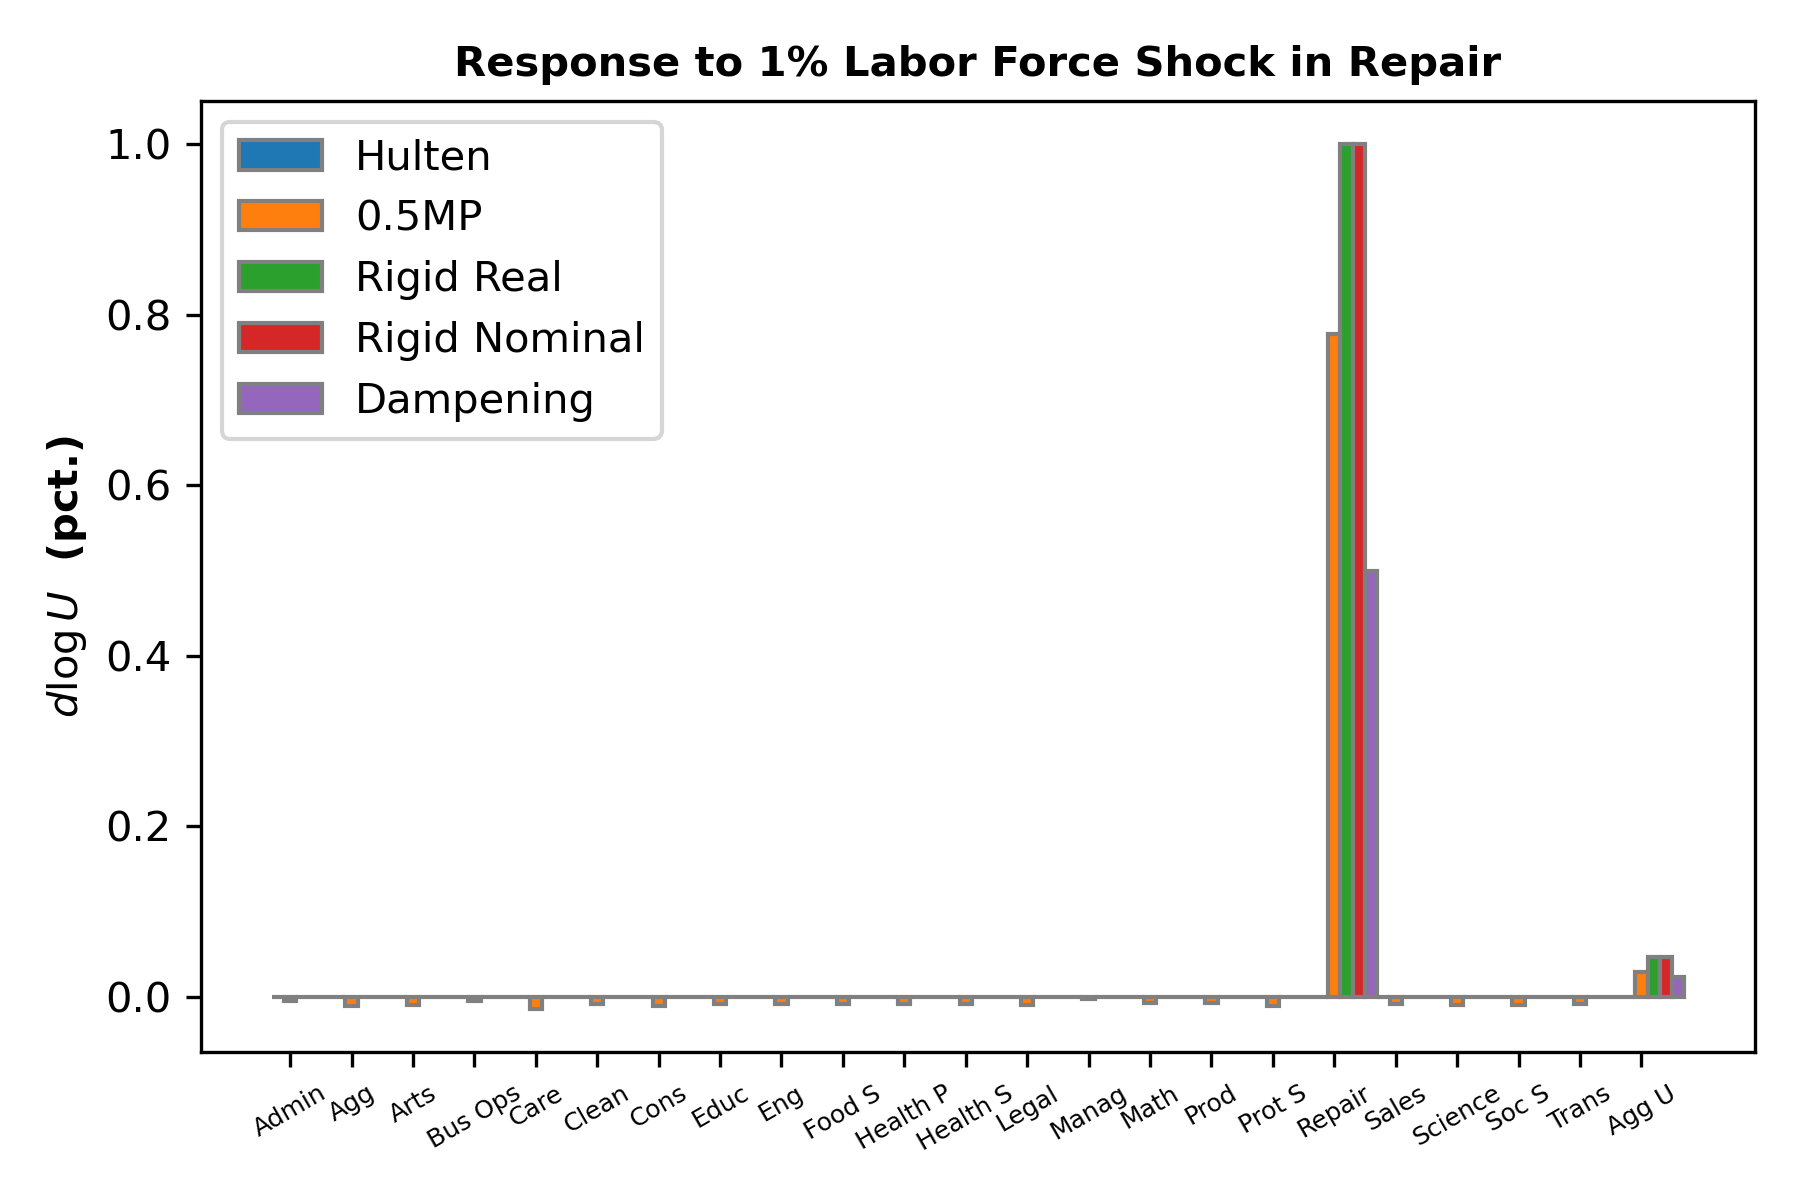 Response to 1% Labor Force Shock in Repair
Hulten
0.5MP
Rigid Real
Rigid Nominal
Dampening
dlog U (pct.)
1.0
0.8
0.6
0.4
0.2
0.0
Admin
Agg
Arts
Bus Ops
Care
Clean
Cons
Educ
Eng
Food S
Health P
Health S
Legal
Manag
Math
Prod
Prot S
Repair
Sales
Science
Soc S
Trans
Agg U